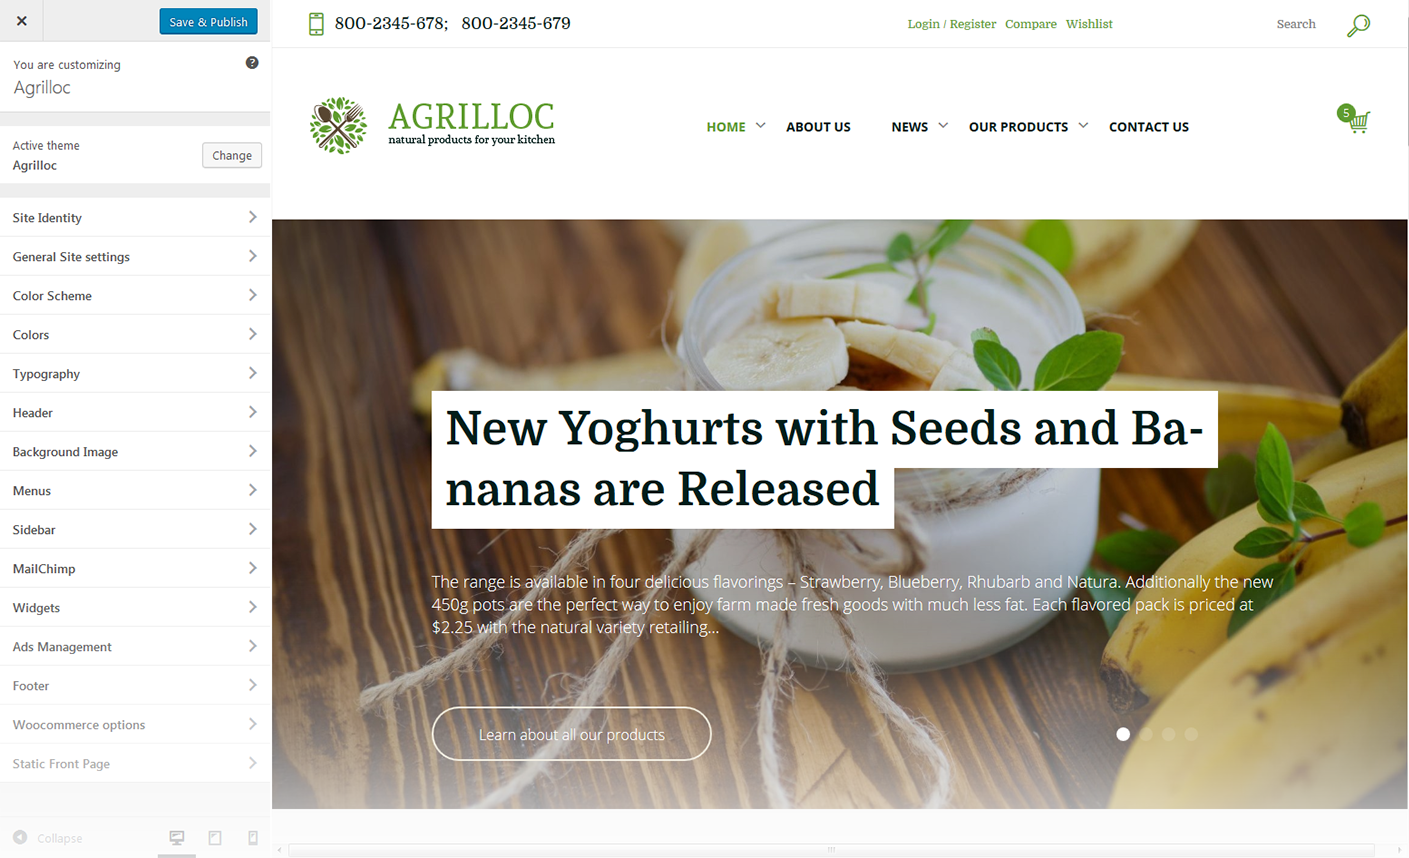 Save & Publish
You are customizing
Agrilloc
Active theme
Agrilloc
Change
Site Identity
General Site settings
Color Scheme
Colors
Typography
Header
Background Image
Menus
Sidebar
MailChimp
Widgets
Ads Management
Footer
Woocommerce options
Static Front Page
Collapse
800-2345-678; 800-2345-679
Login / Register Compare Wishlist
Search
AGRILLOC
natural products for your kitchen
HOME ABOUT US NEWS OUR PRODUCTS CONTACT US
5
New Yoghurts with Seeds and Ba-
nanas are Released
The range is available in four delicious flavorings – Strawberry, Blueberry, Rhubarb and Natura. Additionally the new
450g pots are the perfect way to enjoy farm made fresh goods with much less fat. Each flavored pack is priced at
$2.25 with the natural variety retailing...
Learn about all our products